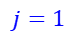 j = 1